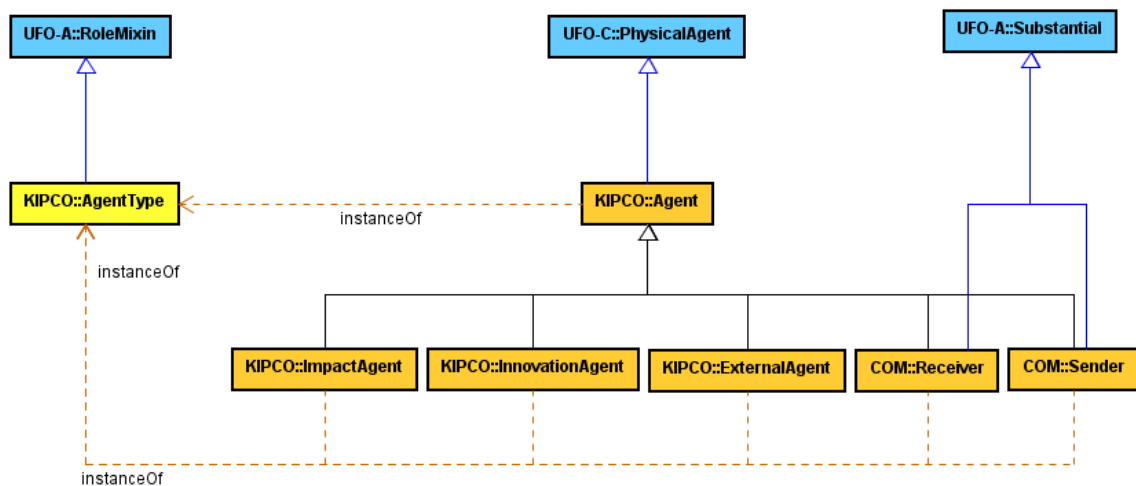 UFO-A::RoleMixin
UFO-C::PhysicalAgent
UFO-A::Substantial
KIPCO::AgentType
KIPCO::Agent
instanceOf
instanceOf
KIPCO::ImpactAgent
KIPCO::InnovationAgent
KIPCO::ExternalAgent
COM::Receiver
COM::Sender
instanceOf